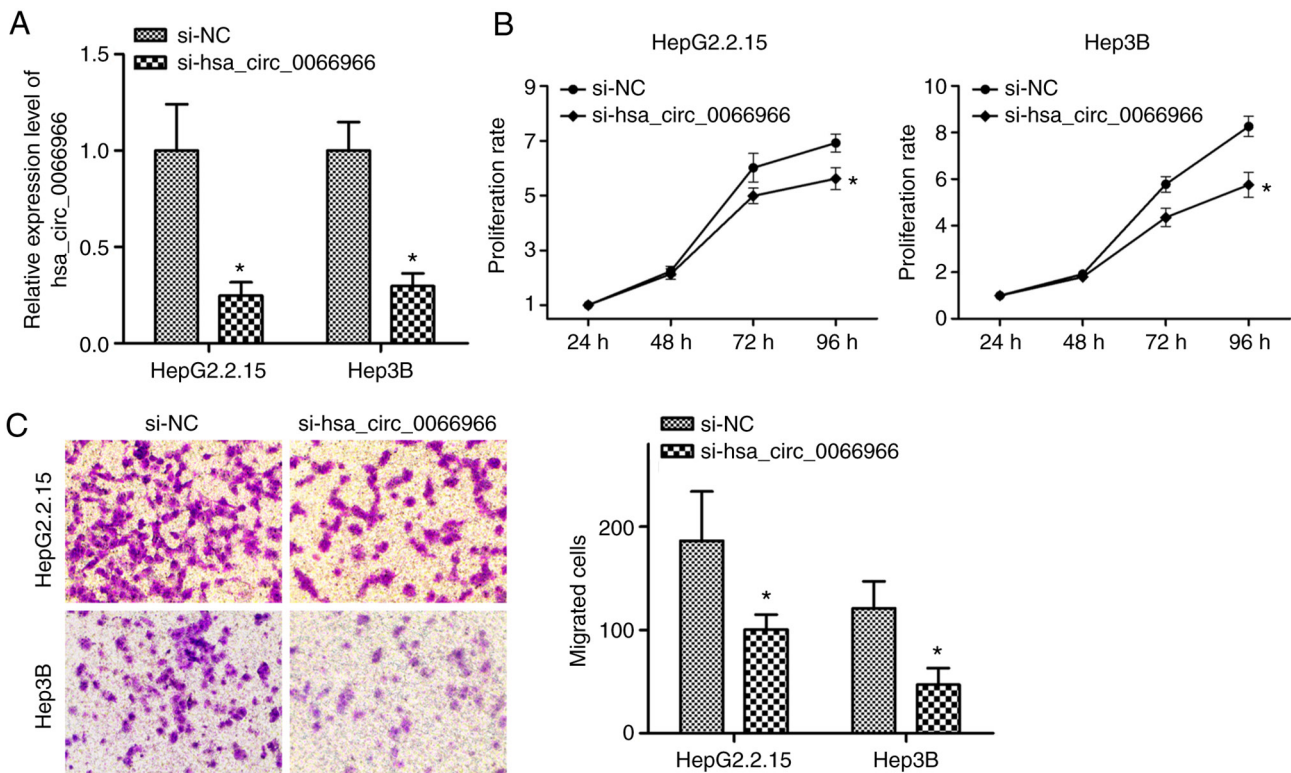 A
si-NC
si-hsa_circ_0066966
Relative expression level of
hsa_circ_0066966
1.5
1.0
0.5
0.0
*
*
HepG2.2.15
Hep3B
B
HepG2.2.15
si-NC
si-hsa_circ_0066966
Proliferation rate
9
7
5
3
1
*
24 h
48 h
72 h
96 h
Hep3B
si-NC
si-hsa_circ_0066966
Proliferation rate
10
8
6
4
2
0
*
24 h
48 h
72 h
96 h
C
si-NC
si-hsa_circ_0066966
HepG2.2.15
Hep3B
si-NC
si-hsa_circ_0066966
Migrated cells
200
100
0
*
*
HepG2.2.15
Hep3B